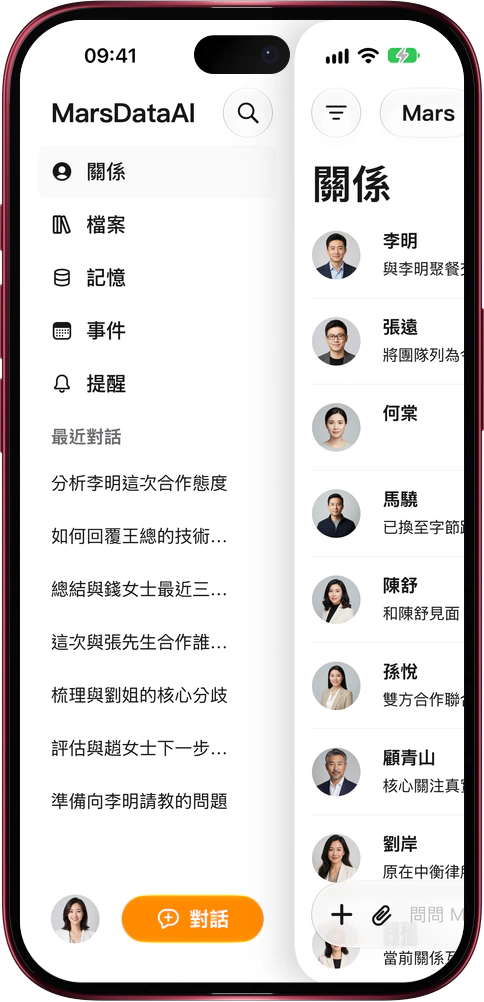 09:41
MarsDataAI
關係
檔案
記憶
事件
提醒
最近對話
分析李明這次合作態度
如何回覆王總的技術...
總結與錢女士最近三...
這次與張先生合作誰...
梳理與劉姐的核心分歧
評估與趙女士下一步...
準備向李明請教的問題
對話
Mars
關係
李明
與李明聚餐
張遠
將團隊列為
何棠
馬驍
已換至字節
陳舒
和陳舒見面
孫悅
雙方合作聯
顧青山
核心關注真
劉岸
原在中衡律
問問 M
當前關係